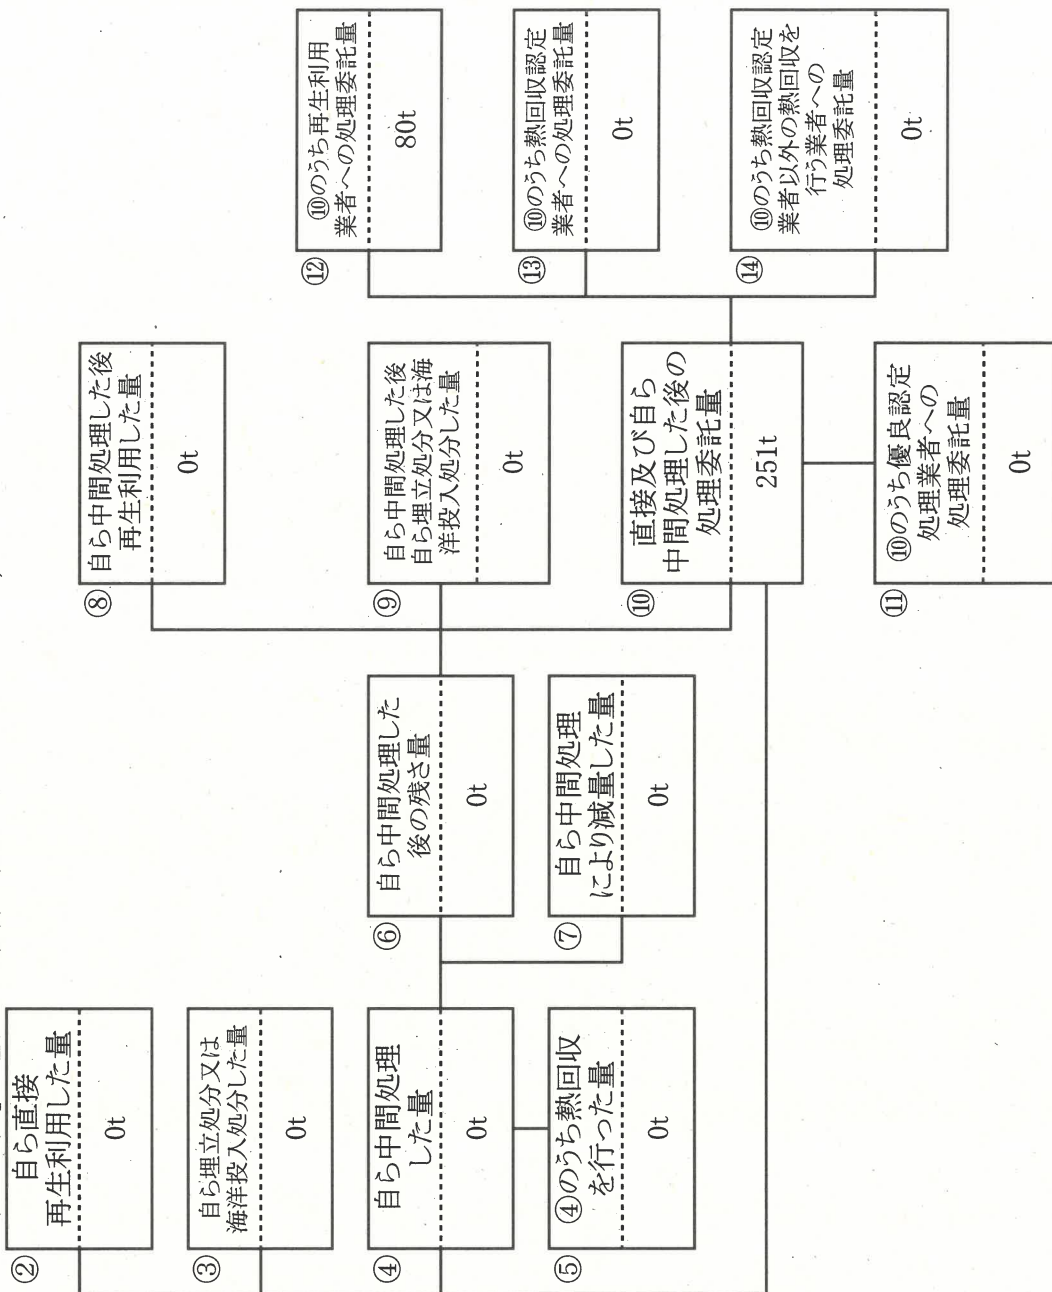 ②
自ら直接
再生利用した量
0t
③
自ら埋立処分又は
海洋投入処分した量
0t
④
自ら中間処理
した量
0t
⑤
④のうち熱回収
を行った量
0t
⑥
自ら中間処理した
後の残さ量
0t
⑦
自ら中間処理
により減量した量
0t
⑧
自ら中間処理した後
再生利用した量
0t
⑨
自ら中間処理した後
自ら埋立処分又は海
洋投入処分した量
0t
⑩
直接及び自ら
中間処理した後の
処理委託量
251t
⑪
⑩のうち優良認定
処理業者への
処理委託量
0t
⑫
⑩のうち再生利用
業者への処理委託量
80t
⑬
⑩のうち熱回収認定
業者への処理委託量
0t
⑭
⑩のうち熱回収認定
業者以外の熱回収を
行う業者への
処理委託量
0t